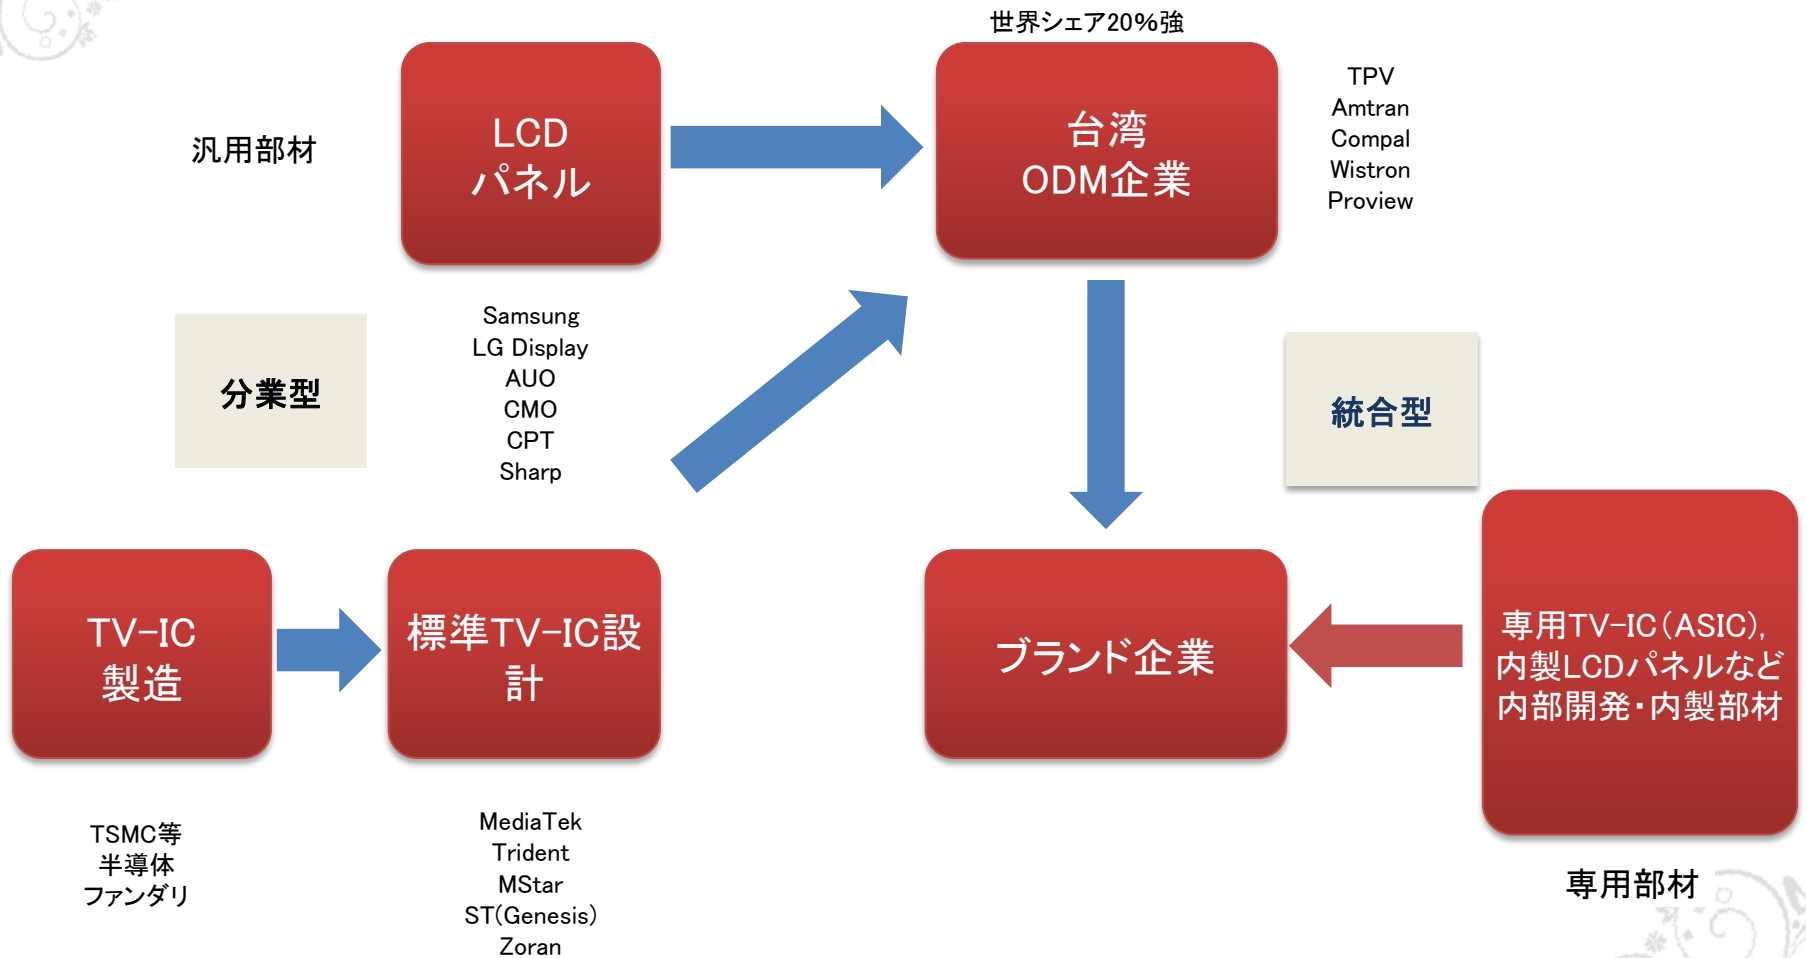 世界シェア20%強
汎用部材
LCD
パネル
台湾
ODM企業
TPV
Amtran
Compal
Wistron
Proview
分業型
Samsung
LG Display
AUO
CMO
CPT
Sharp
統合型
TV-IC
製造
標準TV-IC設
計
ブランド企業
専用TV-IC(ASIC),
内製LCDパネルなど
内部開発・内製部材
TSMC等
半導体
ファンダリ
MediaTek
Trident
MStar
ST(Genesis)
Zoran
専用部材